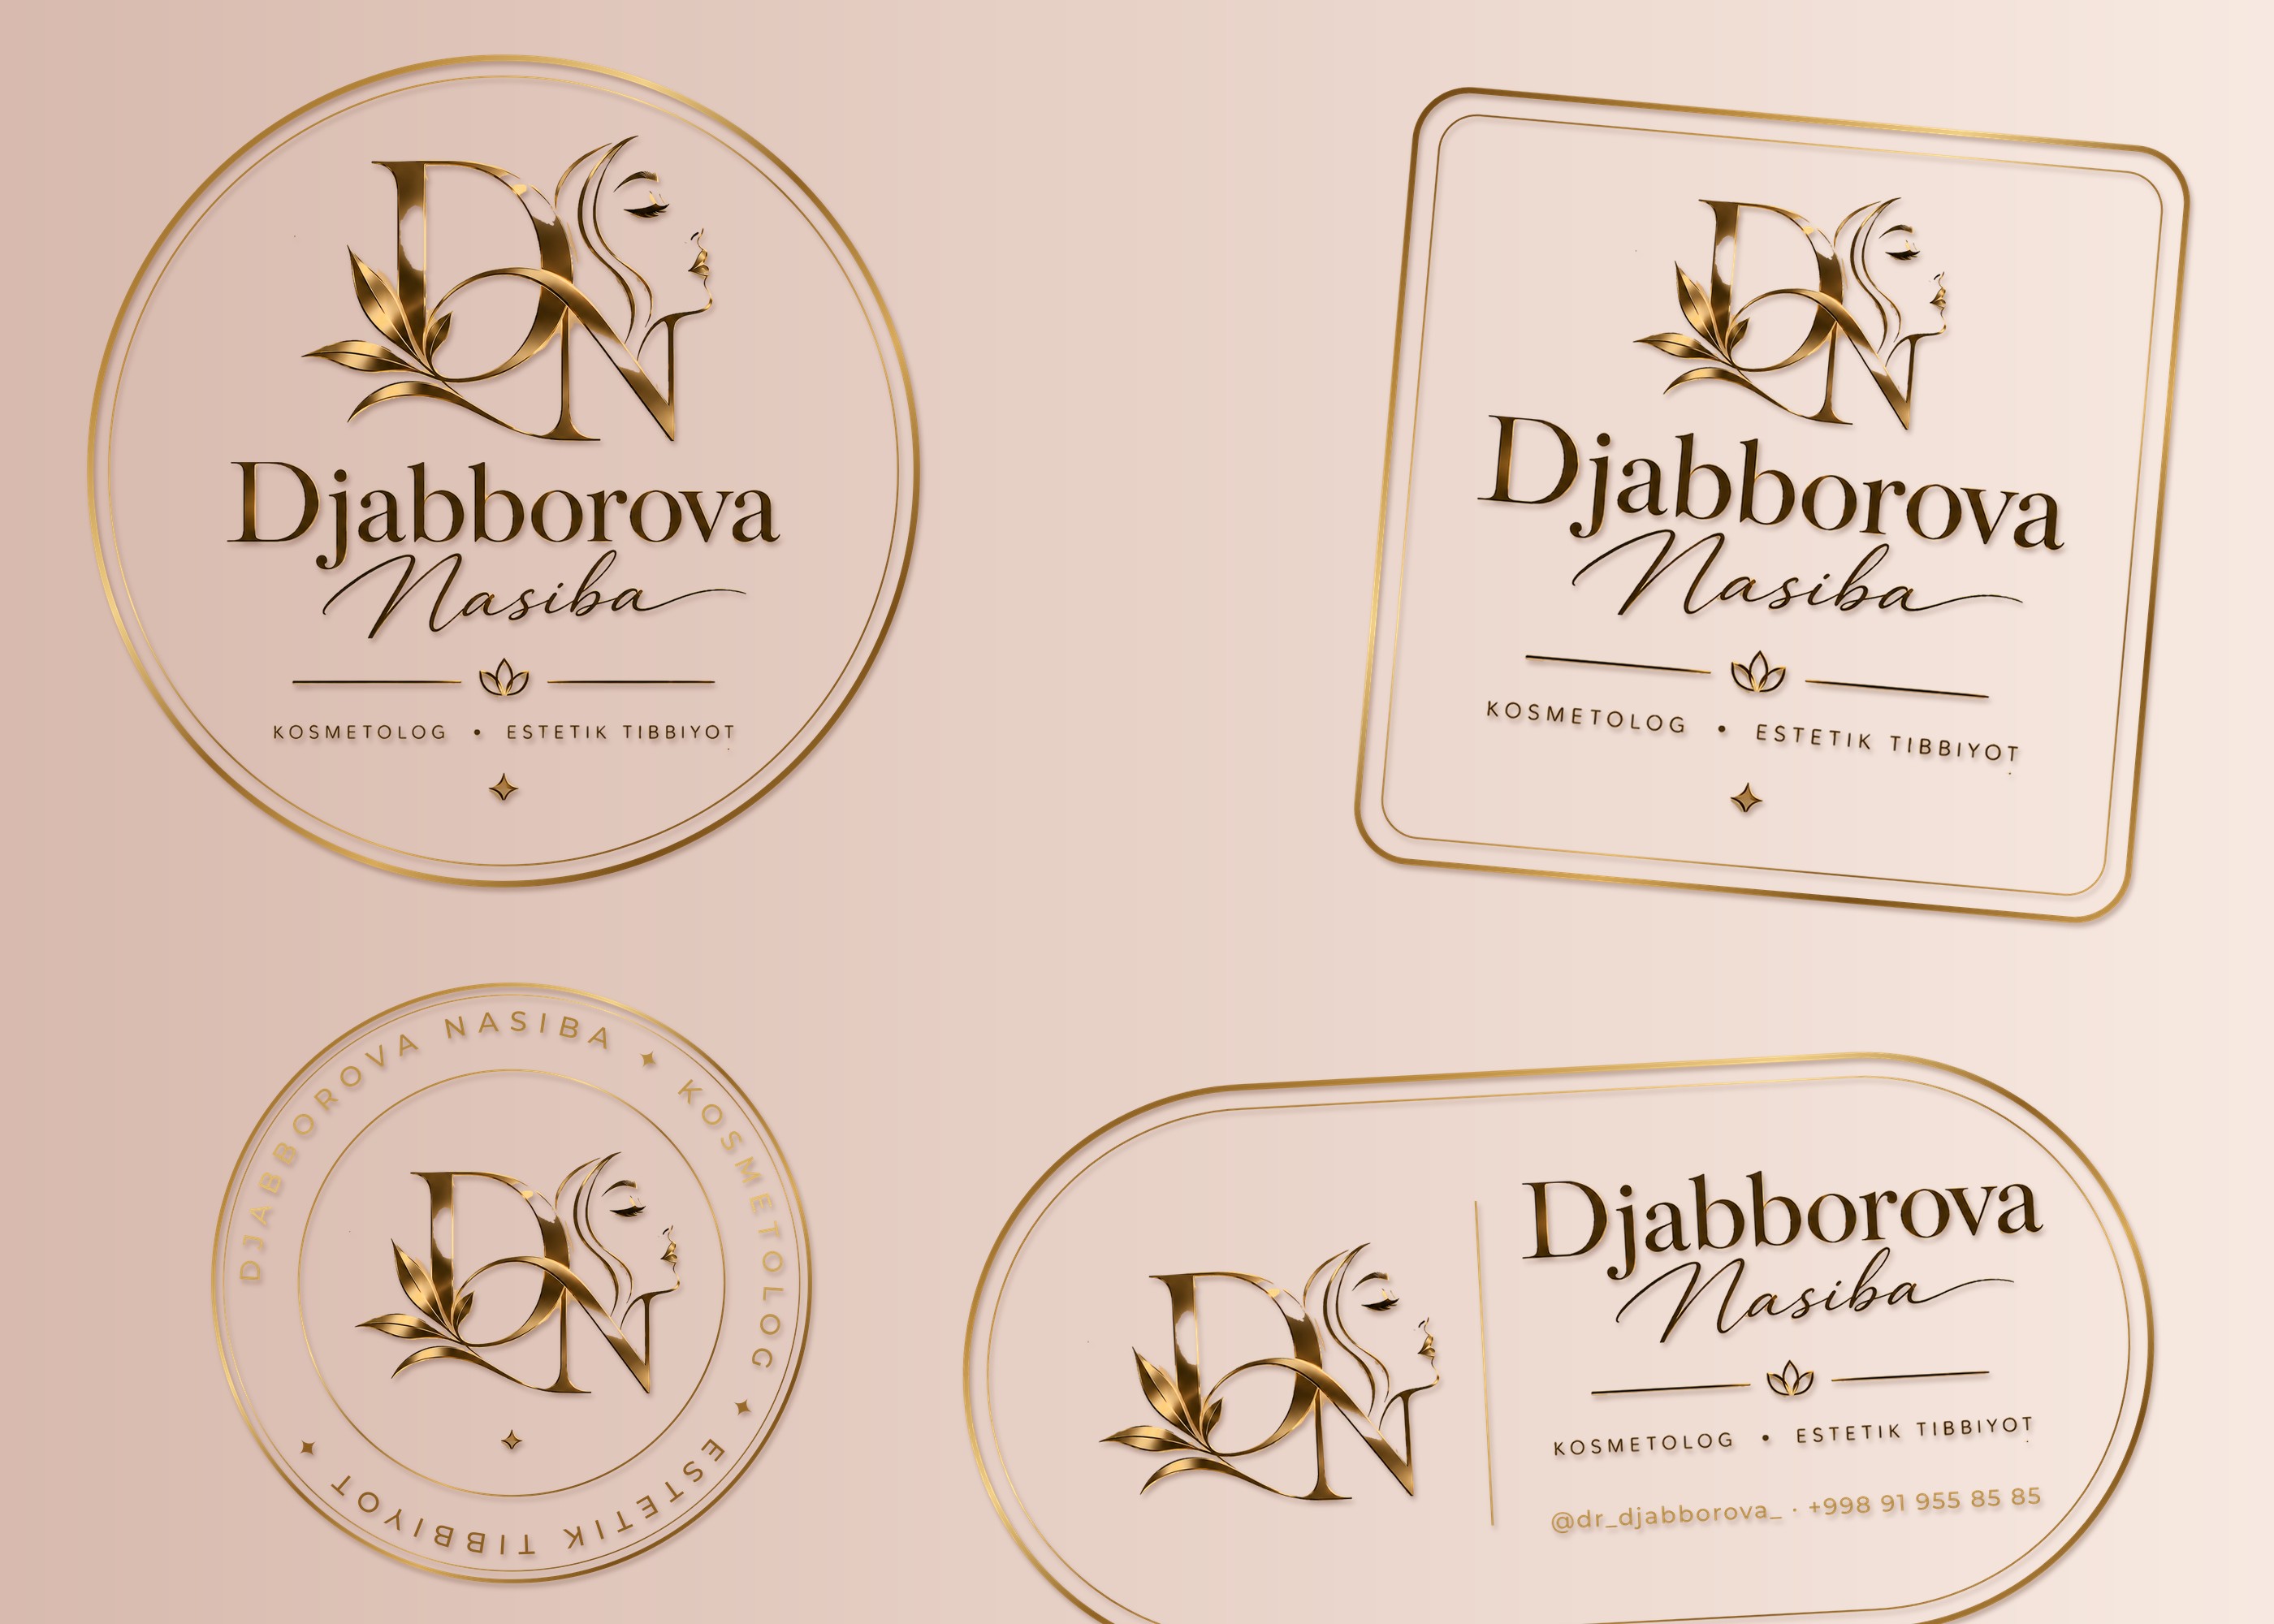 DN
Djabborova
Nasiba
KOSMETOLOG • ESTETIK TIBBIYOT
DN
Djabborova
Nasiba
KOSMETOLOG • ESTETIK TIBBIYOT
DJABBOROVA NASIBA ✦ KOSMETOLOG ✦ ESTETIK TIBBIYOT ✦
DN
DN
Djabborova
Nasiba
KOSMETOLOG • ESTETIK TIBBIYOT
@dr_djabborova_ · +998 91 955 85 85